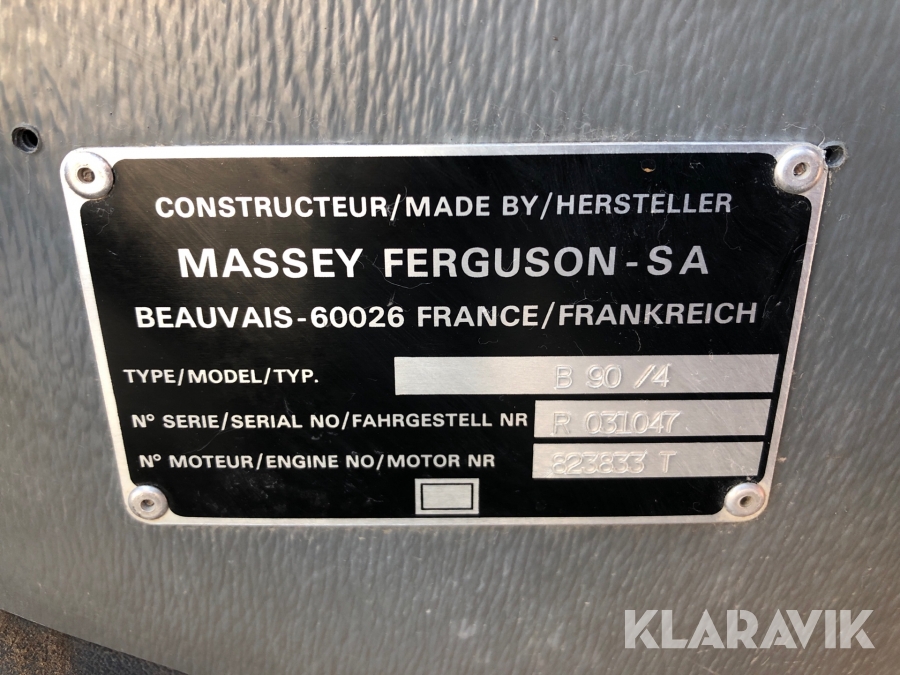 CONSTRUCTEUR/MADE BY/HERSTELLER
MASSEY FERGUSON-SA
BEAUVAIS-60026 FRANCE/FRANKREICH
TYPE/MODEL/TYP. B 90 /4
N° SERIE/SERIAL NO/FAHRGESTELL NR R 031047
N° MOTEUR/ENGINE NO/MOTOR NR 823833 T
KLARAVIK